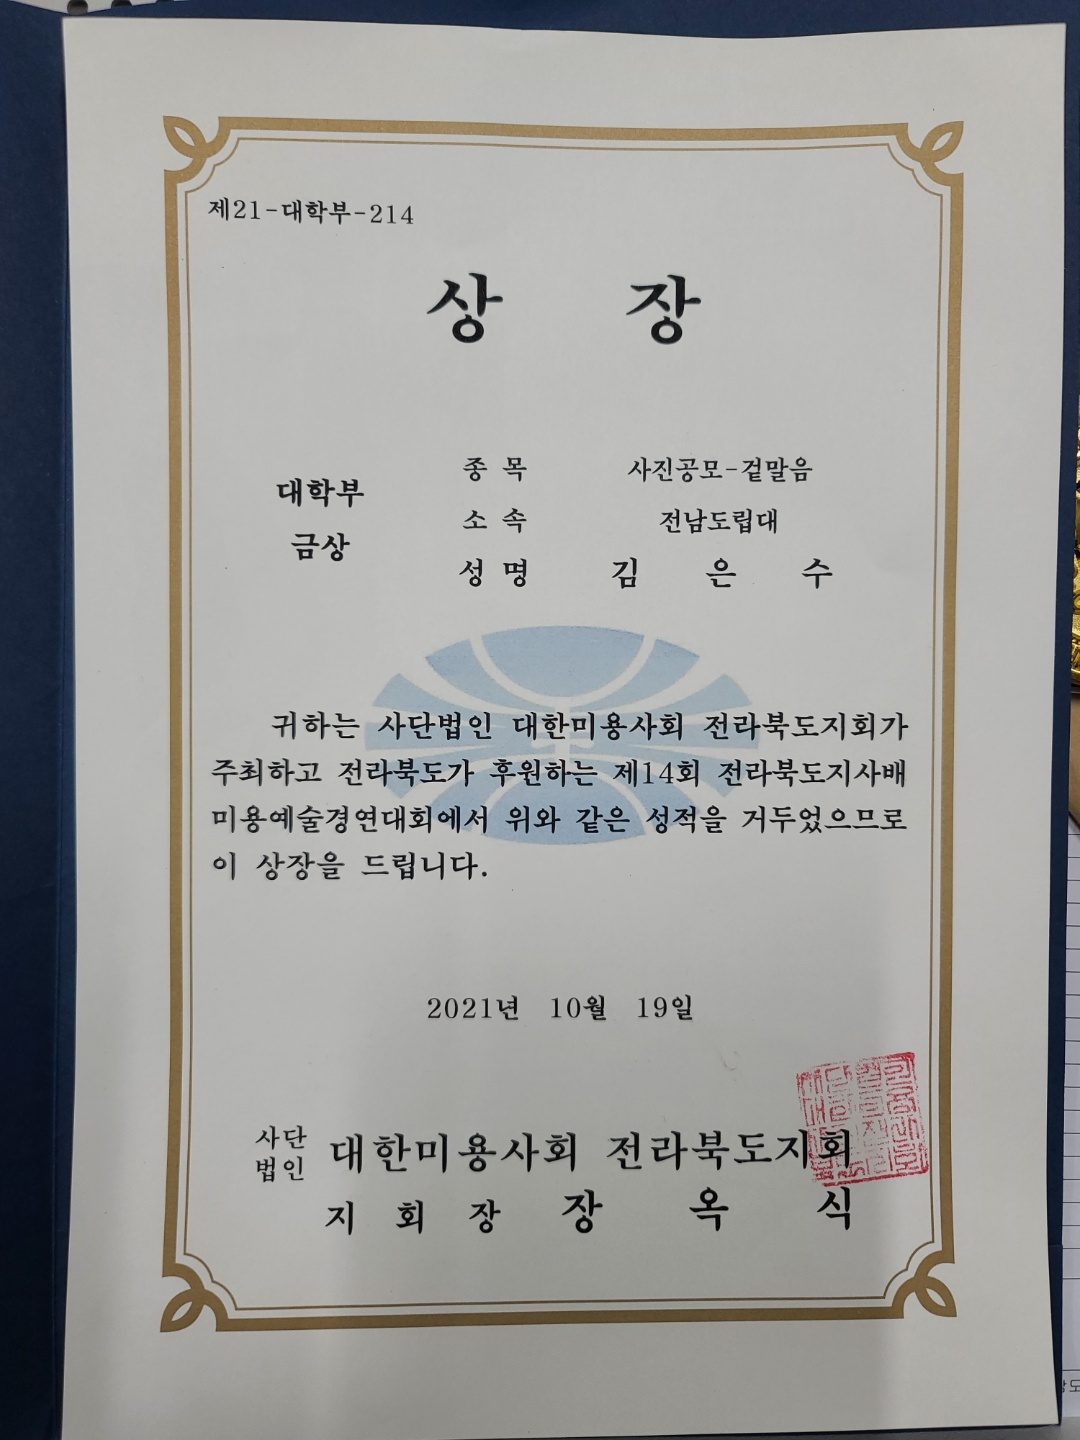 제21-대학부-214
상 장
대학부
금상
종 목 사진공모-겉말음
소 속 전남도립대
성 명 김 은 수
귀하는 사단법인 대한미용사회 전라북도지회가
주최하고 전라북도가 후원하는 제14회 전라북도지사배
미용예술경연대회에서 위와 같은 성적을 거두었으므로
이 상장을 드립니다.
2021년 10월 19일
사단
법인 대한미용사회 전라북도지회
지 회 장 장 옥 식